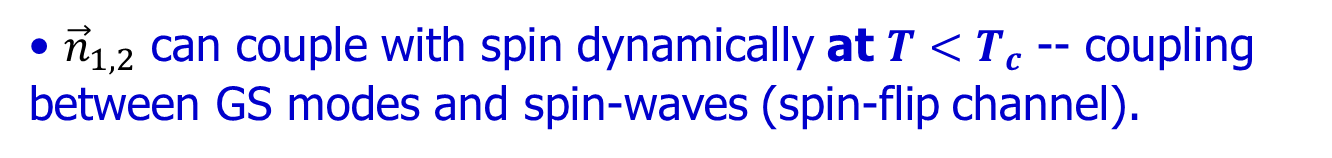 • n⃗₁,₂ can couple with spin dynamically at T < T_c -- coupling
between GS modes and spin-waves (spin-flip channel).